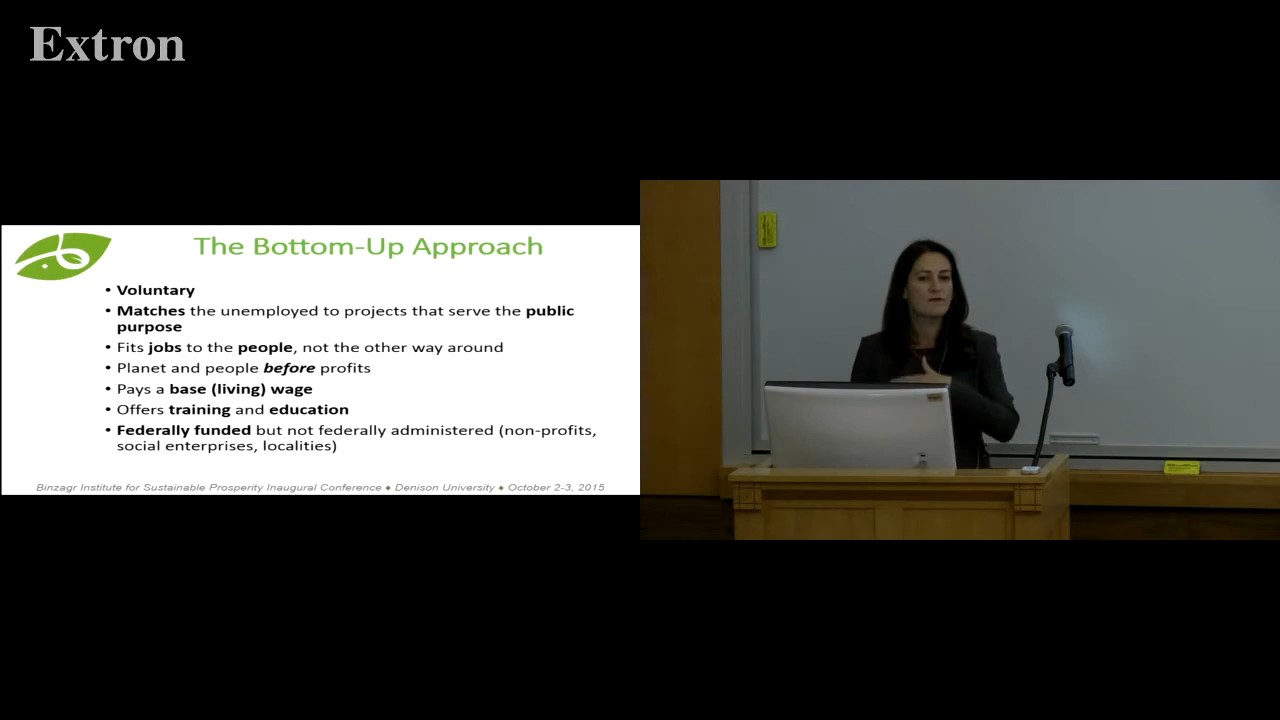 Extron
The Bottom-Up Approach
• Voluntary
• Matches the unemployed to projects that serve the public
purpose
• Fits jobs to the people, not the other way around
• Planet and people before profits
• Pays a base (living) wage
• Offers training and education
• Federally funded but not federally administered (non-profits,
social enterprises, localities)
Binzagr Institute for Sustainable Prosperity Inaugural Conference ♦ Denison University ♦ October 2-3, 2015